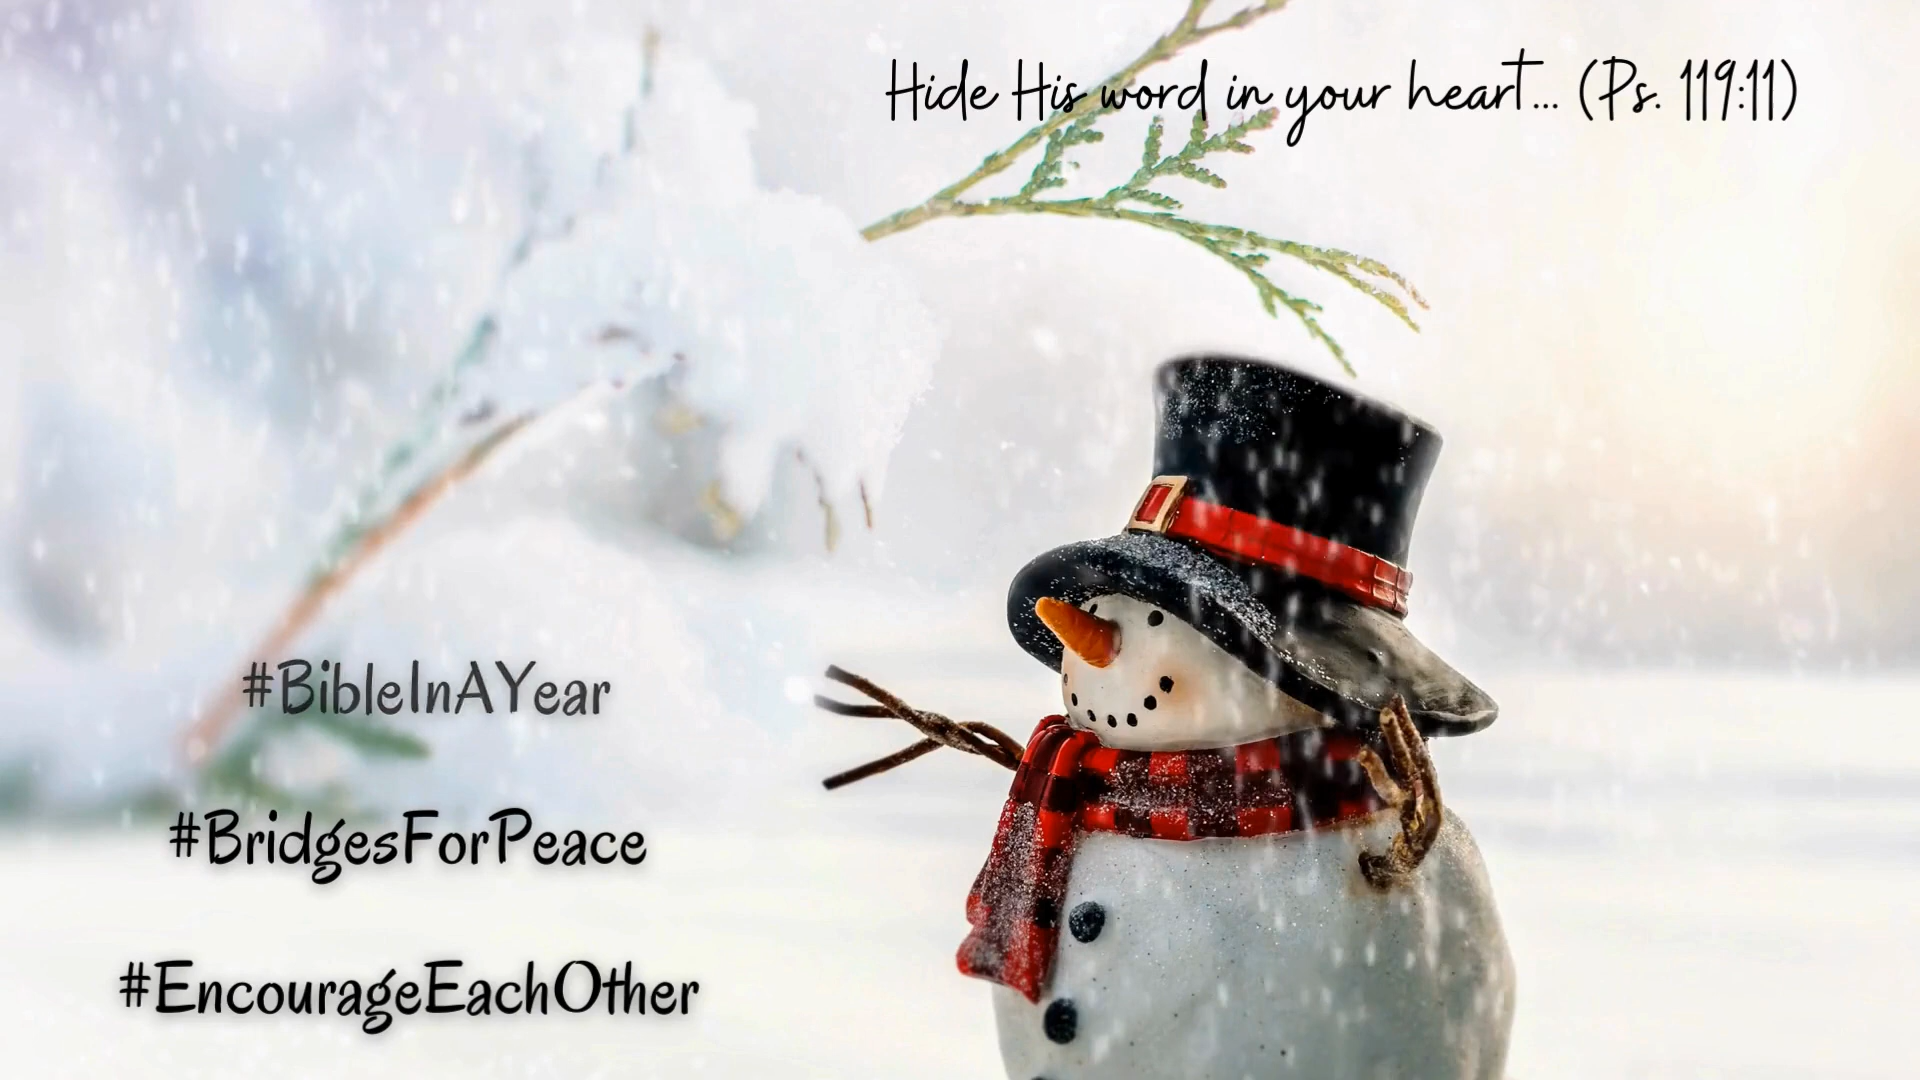 Hide His word in your heart... (Ps. 119:11)
#BibleInAYear
#BridgesForPeace
#EncourageEachOther